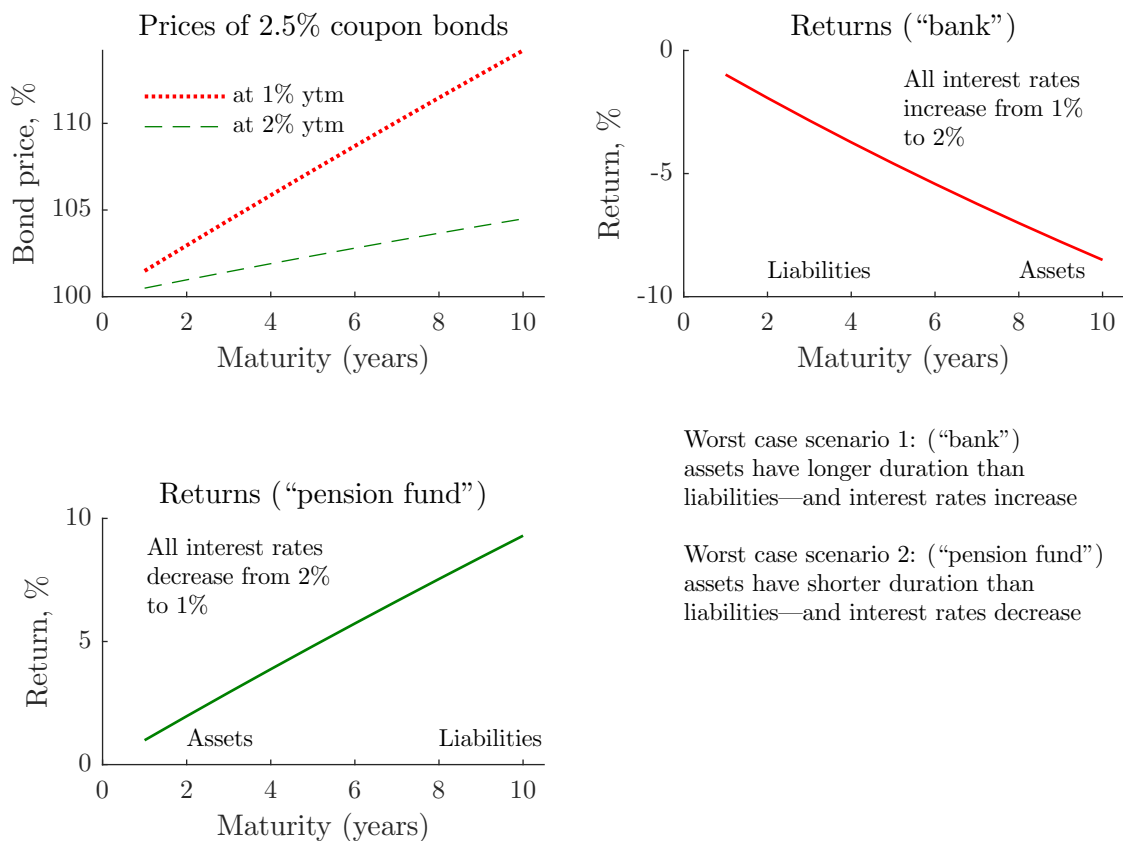 Prices of 2.5% coupon bonds
Bond price, %
110
105
100
at 1% ytm
at 2% ytm
0 2 4 6 8 10
Maturity (years)
Returns (“bank”)
Return, %
0
-5
-10
All interest rates
increase from 1%
to 2%
Liabilities Assets
0 2 4 6 8 10
Maturity (years)
Returns (“pension fund”)
Return, %
10
5
0
All interest rates
decrease from 2%
to 1%
Assets Liabilities
0 2 4 6 8 10
Maturity (years)
Worst case scenario 1: (“bank”)
assets have longer duration than
liabilities—and interest rates increase
Worst case scenario 2: (“pension fund”)
assets have shorter duration than
liabilities—and interest rates decrease